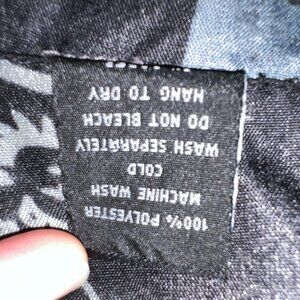 100% POLYESTER
MACHINE WASH
COLD
WASH SEPARATELY
DO NOT BLEACH
HANG TO DRY